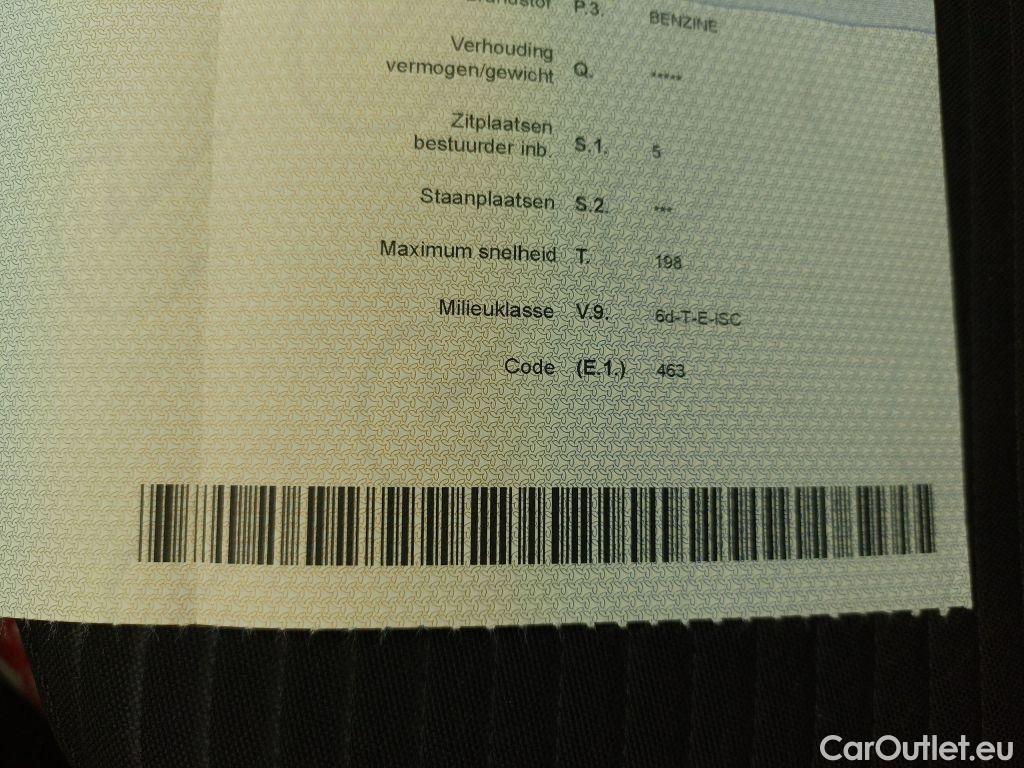 Brandstof P.3. BENZINE
Verhouding
vermogen/gewicht Q. *****
Zitplaatsen
bestuurder inb. S.1. 5
Staanplaatsen S.2. ***
Maximum snelheid T. 198
Milieuklasse V.9. 6d-T-E-ISC
Code (E.1.) 463
CarOutlet.eu